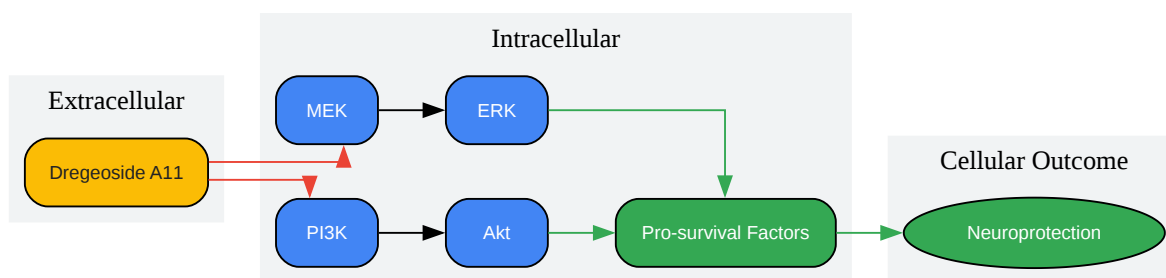 Extracellular
Dregeoside A11
Intracellular
MEK
ERK
PI3K
Akt
Pro-survival Factors
Cellular Outcome
Neuroprotection